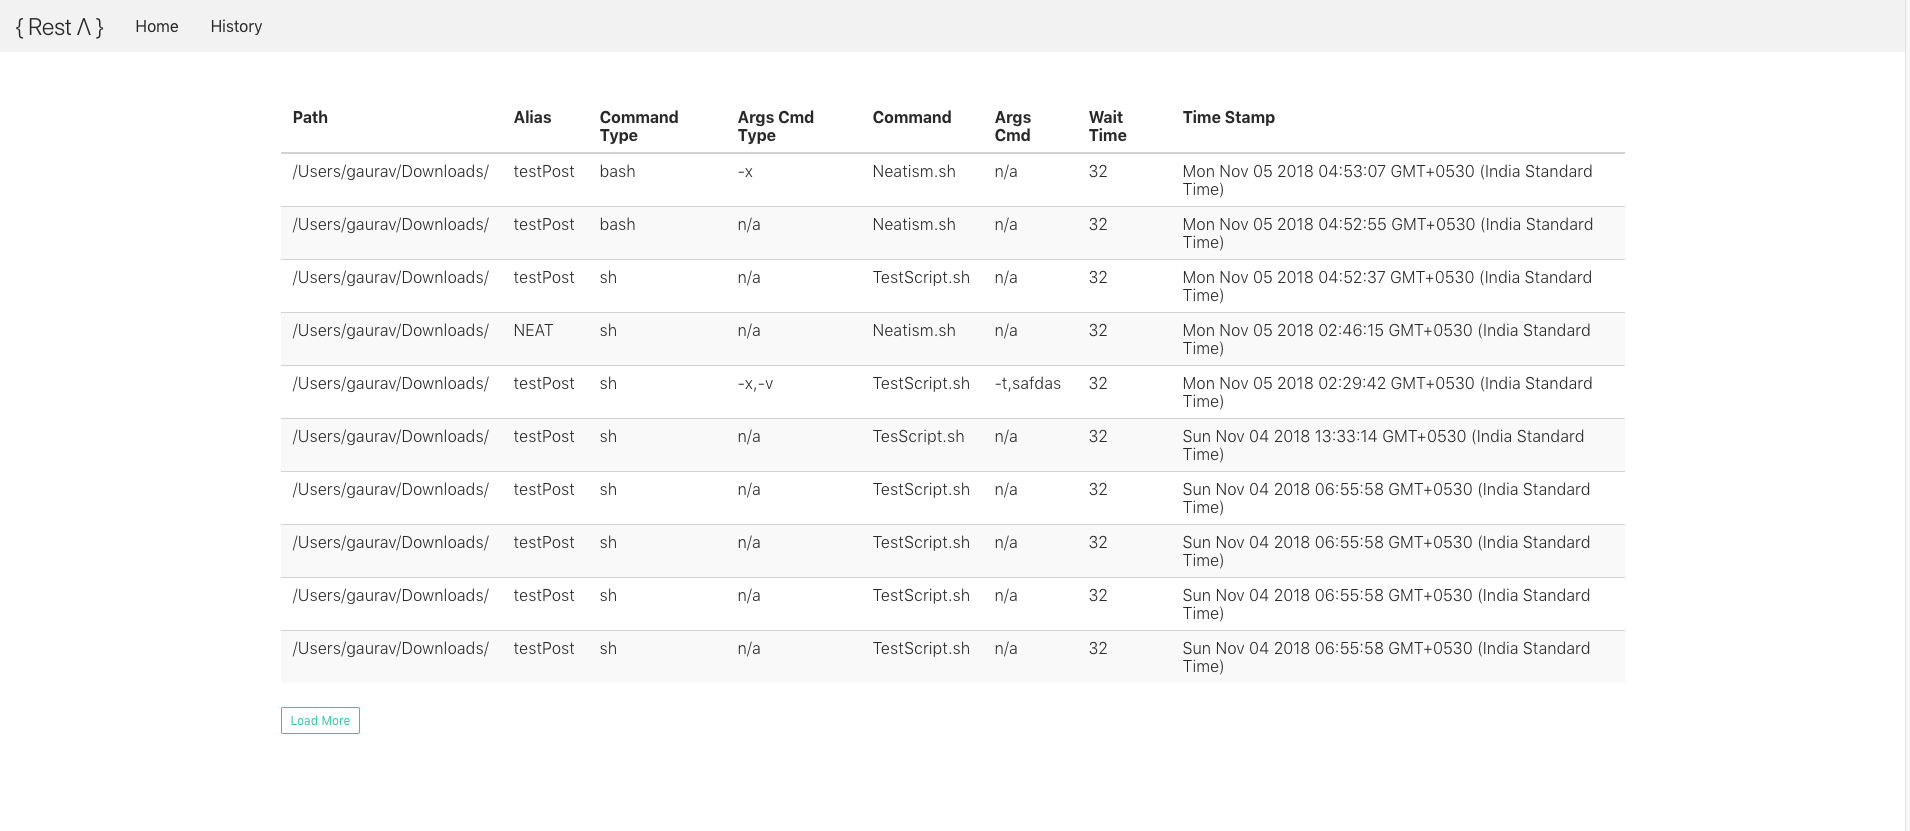 { Rest Λ } Home History
Path Alias Command Type Args Cmd Type Command Args Cmd Wait Time Time Stamp
/Users/gaurav/Downloads/ testPost bash -x Neatism.sh n/a 32 Mon Nov 05 2018 04:53:07 GMT+0530 (India Standard Time)
/Users/gaurav/Downloads/ testPost bash n/a Neatism.sh n/a 32 Mon Nov 05 2018 04:52:55 GMT+0530 (India Standard Time)
/Users/gaurav/Downloads/ testPost sh n/a TestScript.sh n/a 32 Mon Nov 05 2018 04:52:37 GMT+0530 (India Standard Time)
/Users/gaurav/Downloads/ NEAT sh n/a Neatism.sh n/a 32 Mon Nov 05 2018 02:46:15 GMT+0530 (India Standard Time)
/Users/gaurav/Downloads/ testPost sh -x,-v TestScript.sh -t,safdas 32 Mon Nov 05 2018 02:29:42 GMT+0530 (India Standard Time)
/Users/gaurav/Downloads/ testPost sh n/a TesScript.sh n/a 32 Sun Nov 04 2018 13:33:14 GMT+0530 (India Standard Time)
/Users/gaurav/Downloads/ testPost sh n/a TestScript.sh n/a 32 Sun Nov 04 2018 06:55:58 GMT+0530 (India Standard Time)
/Users/gaurav/Downloads/ testPost sh n/a TestScript.sh n/a 32 Sun Nov 04 2018 06:55:58 GMT+0530 (India Standard Time)
/Users/gaurav/Downloads/ testPost sh n/a TestScript.sh n/a 32 Sun Nov 04 2018 06:55:58 GMT+0530 (India Standard Time)
/Users/gaurav/Downloads/ testPost sh n/a TestScript.sh n/a 32 Sun Nov 04 2018 06:55:58 GMT+0530 (India Standard Time)
Load More